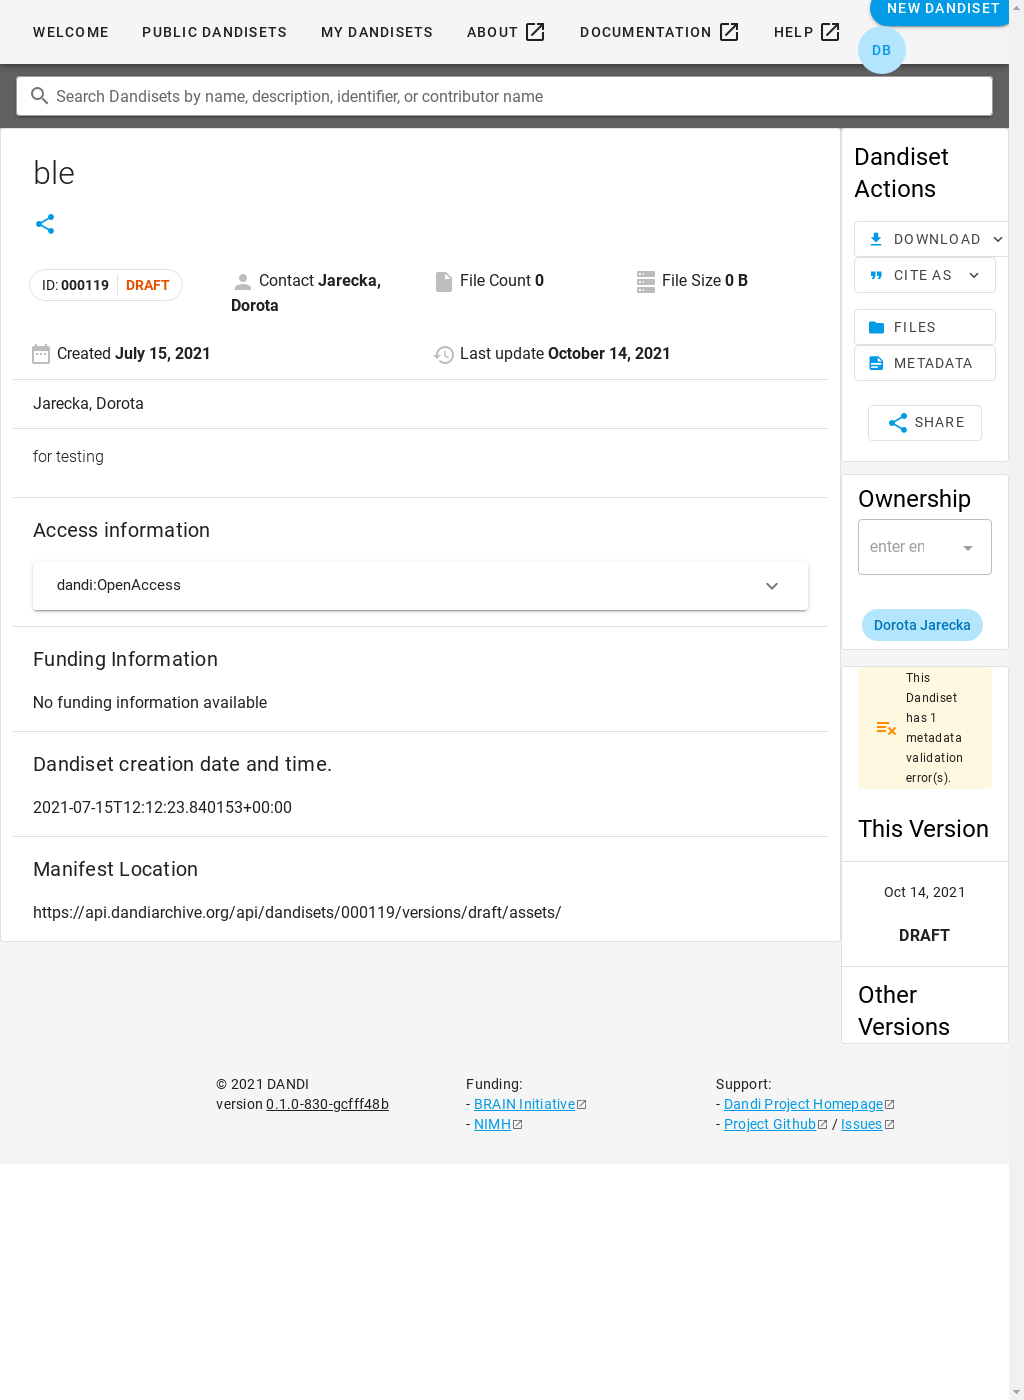 WELCOME PUBLIC DANDISETS MY DANDISETS ABOUT DOCUMENTATION HELP NEW DANDISET
DB
Search Dandisets by name, description, identifier, or contributor name
ble
ID: 000119 DRAFT
Contact Jarecka,
Dorota
File Count 0
File Size 0 B
Created July 15, 2021
Last update October 14, 2021
Jarecka, Dorota
for testing
Access information
dandi:OpenAccess
Funding Information
No funding information available
Dandiset creation date and time.
2021-07-15T12:12:23.840153+00:00
Manifest Location
https://api.dandiarchive.org/api/dandisets/000119/versions/draft/assets/
Dandiset
Actions
DOWNLOAD
CITE AS
FILES
METADATA
SHARE
Ownership
enter en
Dorota Jarecka
This
Dandiset
has 1
metadata
validation
error(s).
This Version
Oct 14, 2021
DRAFT
Other
Versions
© 2021 DANDI
version 0.1.0-830-gcfff48b
Funding:
- BRAIN Initiative
- NIMH
Support:
- Dandi Project Homepage
- Project Github / Issues